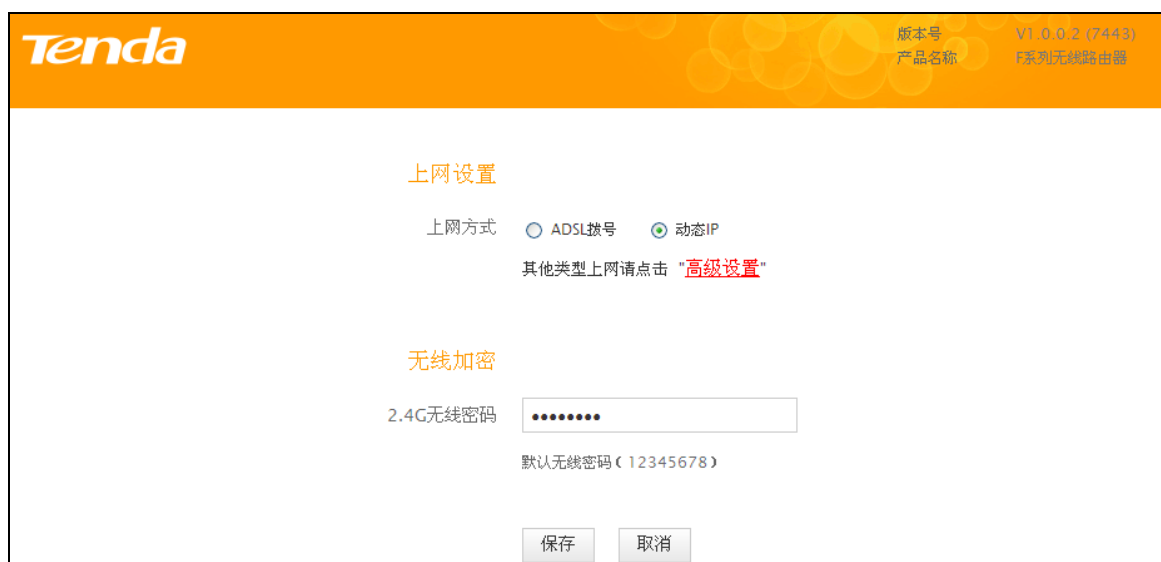 Tenda
版本号 V1.0.0.2 (7443)
产品名称 F系列无线路由器
上网设置
上网方式 ADSL拨号 动态IP
其他类型上网请点击 "高级设置"
无线加密
2.4G无线密码 ••••••••
默认无线密码(12345678)
保存 取消